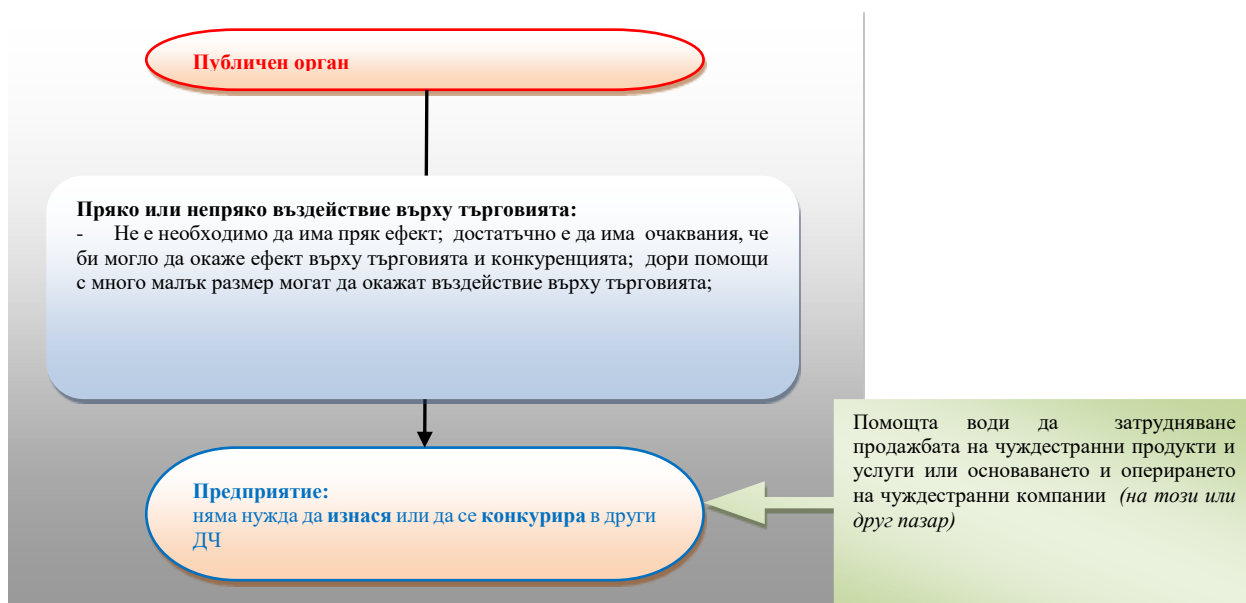 Публичен орган
Пряко или непряко въздействие върху търговията:
- Не е необходимо да има пряк ефект; достатъчно е да има очаквания, че
би могло да окаже ефект върху търговията и конкуренцията; дори помощи
с много малък размер могат да окажат въздействие върху търговията;
Предприятие:
няма нужда да изнася или да се конкурира в други
ДЧ
Помощта води да затрудняване
продажбата на чуждестранни продукти и
услуги или основаването и оперирането
на чуждестранни компании (на този или
друг пазар)